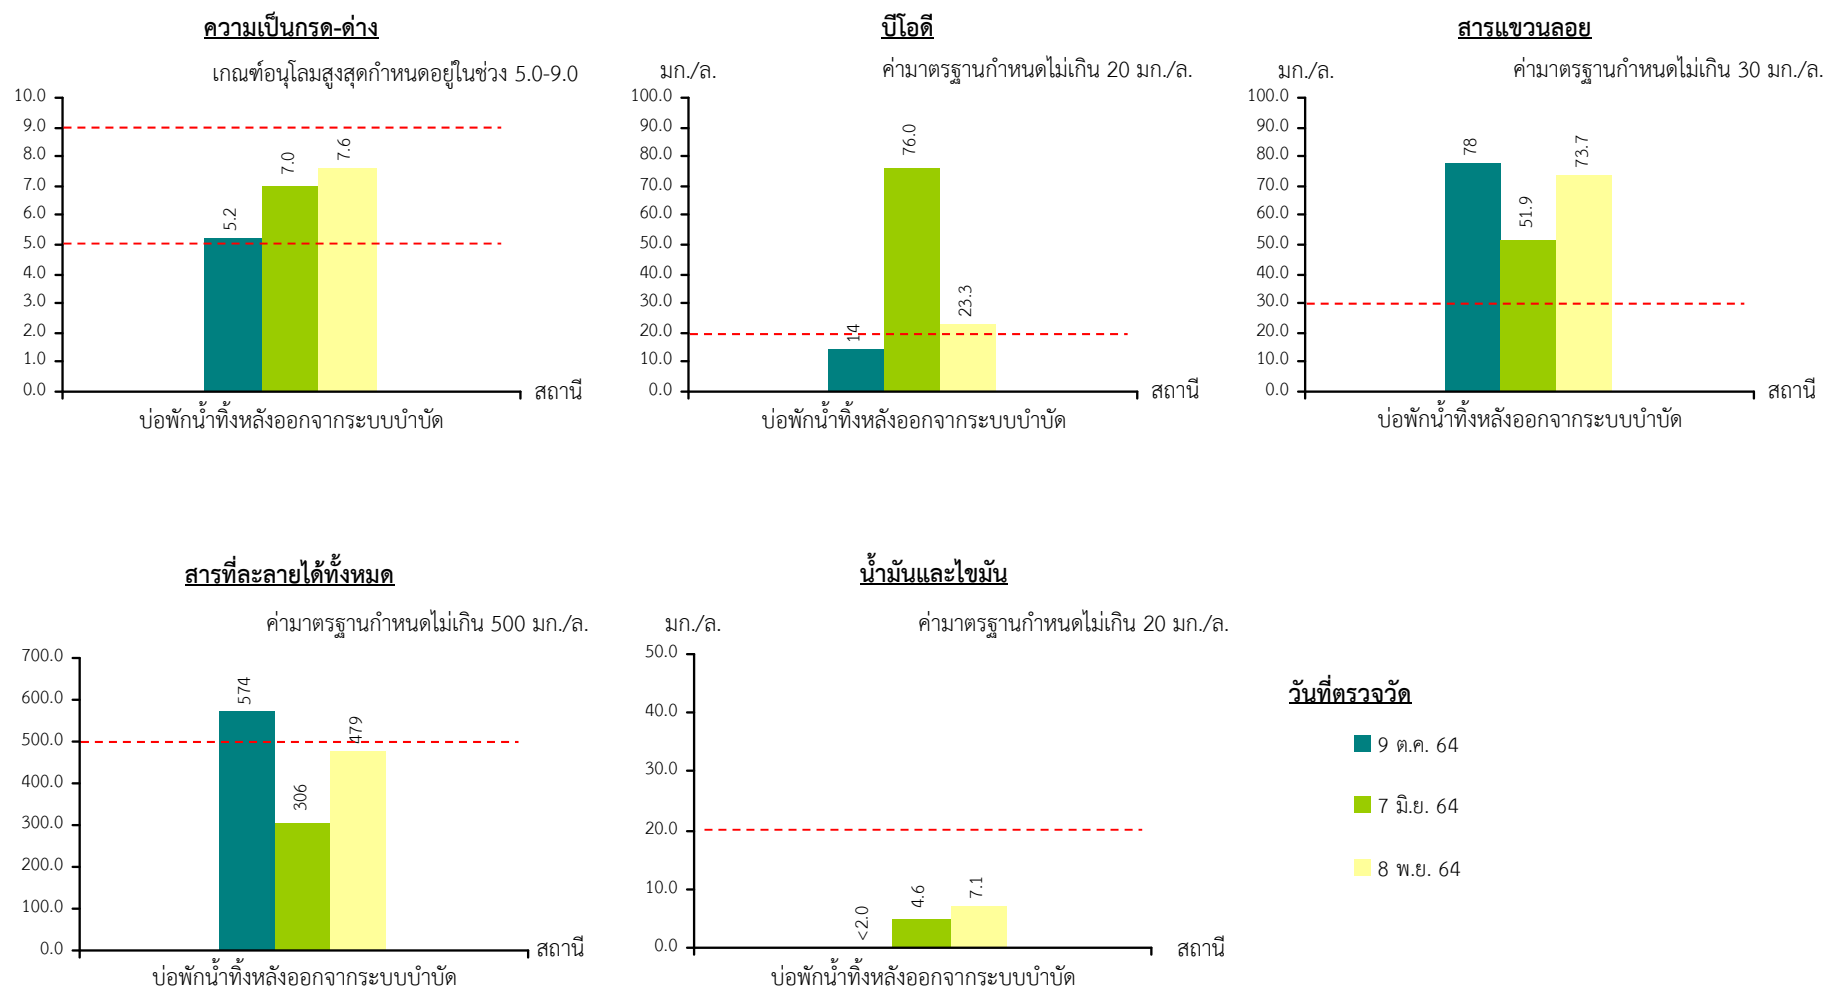 ความเป็นกรด-ด่าง
เกณฑ์อนุโลมสูงสุดกำหนดอยู่ในช่วง 5.0-9.0
10.0
9.0
8.0
7.0
6.0
5.0
4.0
3.0
2.0
1.0
0.0
5.2
7.0
7.6
สถานี
บ่อพักน้ำทิ้งหลังออกจากระบบบำบัด
บีโอดี
มก./ล.
ค่ามาตรฐานกำหนดไม่เกิน 20 มก./ล.
100.0
90.0
80.0
70.0
60.0
50.0
40.0
30.0
20.0
10.0
0.0
14
76.0
23.3
สถานี
บ่อพักน้ำทิ้งหลังออกจากระบบบำบัด
สารแขวนลอย
มก./ล.
ค่ามาตรฐานกำหนดไม่เกิน 30 มก./ล.
100.0
90.0
80.0
70.0
60.0
50.0
40.0
30.0
20.0
10.0
0.0
78
51.9
73.7
สถานี
บ่อพักน้ำทิ้งหลังออกจากระบบบำบัด
สารที่ละลายได้ทั้งหมด
ค่ามาตรฐานกำหนดไม่เกิน 500 มก./ล.
700.0
600.0
500.0
400.0
300.0
200.0
100.0
0.0
574
306
479
สถานี
บ่อพักน้ำทิ้งหลังออกจากระบบบำบัด
น้ำมันและไขมัน
มก./ล.
ค่ามาตรฐานกำหนดไม่เกิน 20 มก./ล.
50.0
40.0
30.0
20.0
10.0
0.0
<2.0
4.6
7.1
สถานี
บ่อพักน้ำทิ้งหลังออกจากระบบบำบัด
วันที่ตรวจวัด
9 ต.ค. 64
7 มิ.ย. 64
8 พ.ย. 64